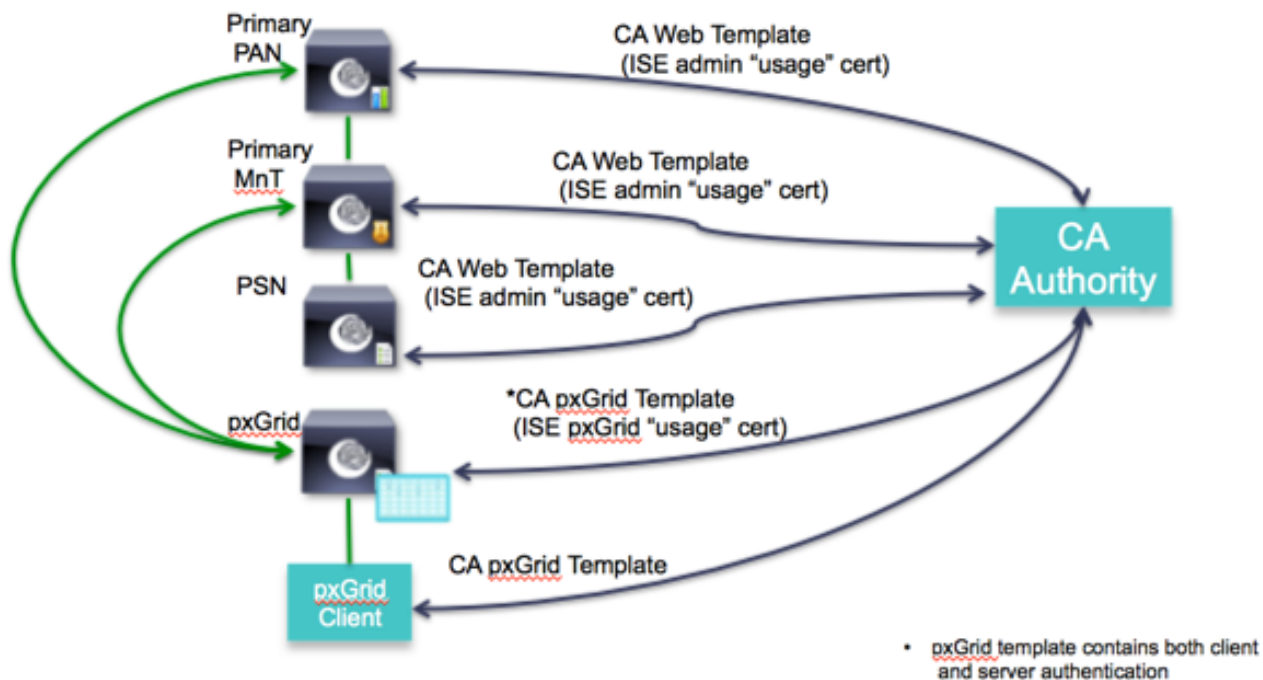 Primary
PAN
CA Web Template
(ISE admin “usage” cert)
Primary
MnT
CA Web Template
(ISE admin “usage” cert)
CA
Authority
PSN
CA Web Template
(ISE admin “usage” cert)
pxGrid
*CA pxGrid Template
(ISE pxGrid “usage” cert)
CA pxGrid Template
pxGrid
Client
• pxGrid template contains both client
and server authentication